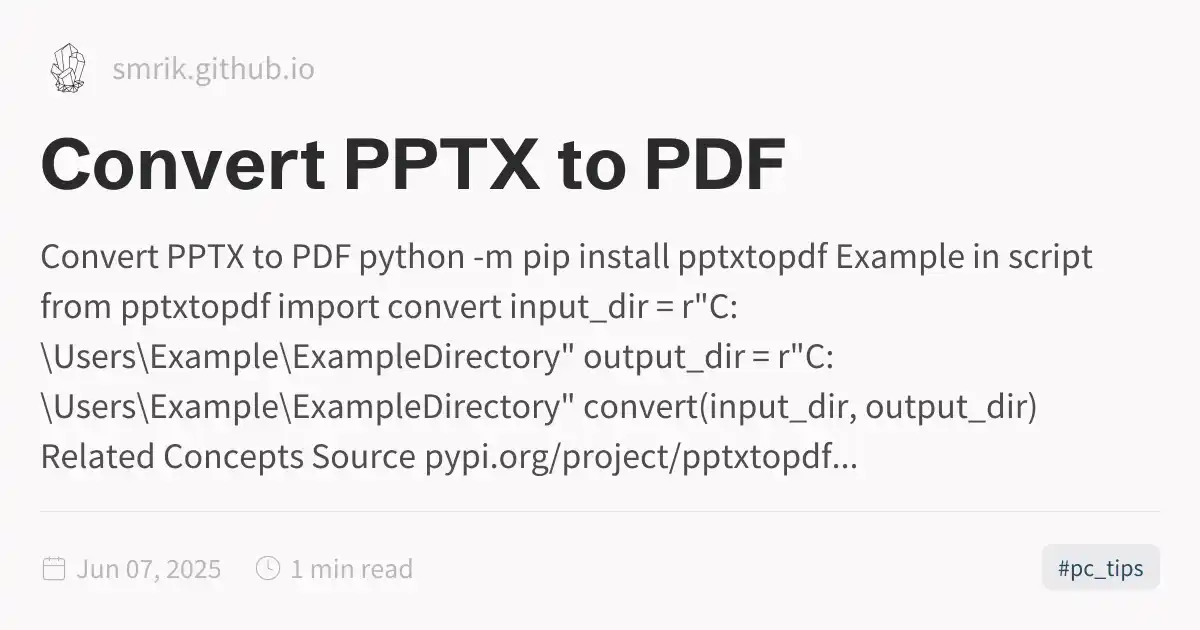 smrik.github.io
Convert PPTX to PDF
Convert PPTX to PDF python -m pip install pptxtopdf Example in script
from pptxtopdf import convert input_dir = r"C:
\Users\Example\ExampleDirectory" output_dir = r"C:
\Users\Example\ExampleDirectory" convert(input_dir, output_dir)
Related Concepts Source pypi.org/project/pptxtopdf...
Jun 07, 2025 1 min read #pc_tips